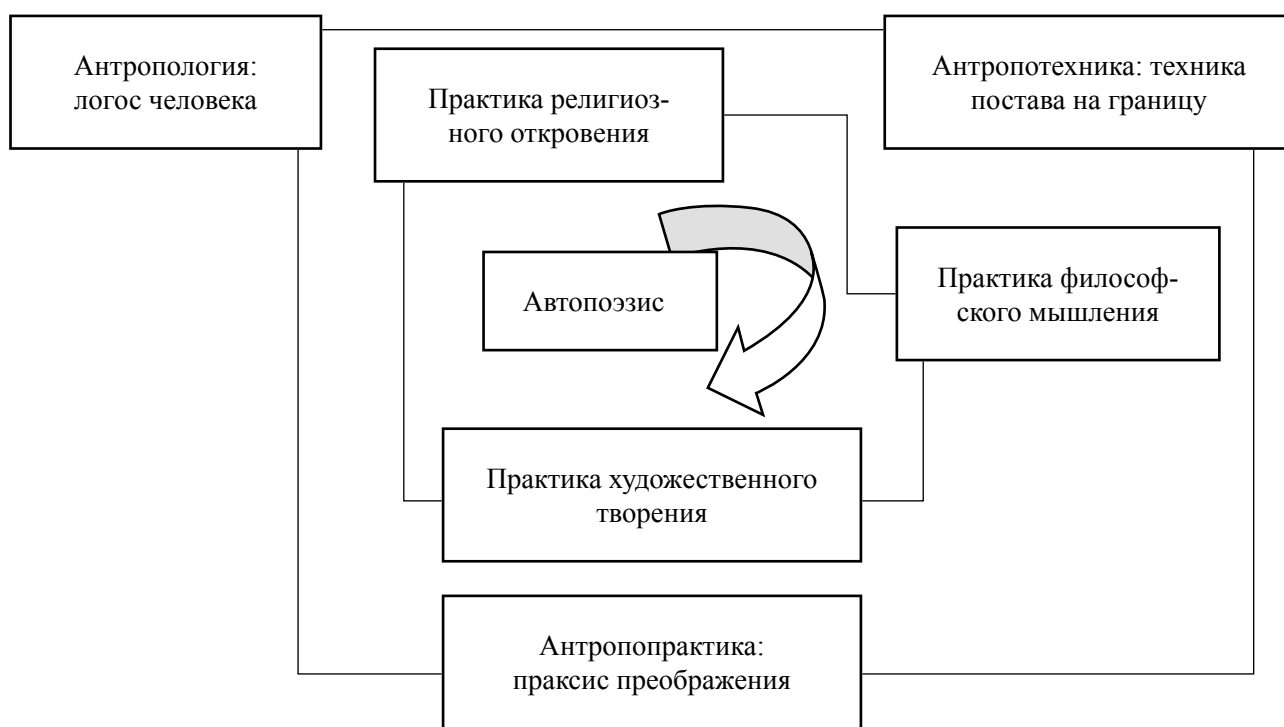 Антропология:
логос человека
Практика религиоз-
ного откровения
Антропотехника: техника
постава на границу
Автопоэзис
Практика философ-
ского мышления
Практика художественного
творения
Антропопрактика:
праксис преображения